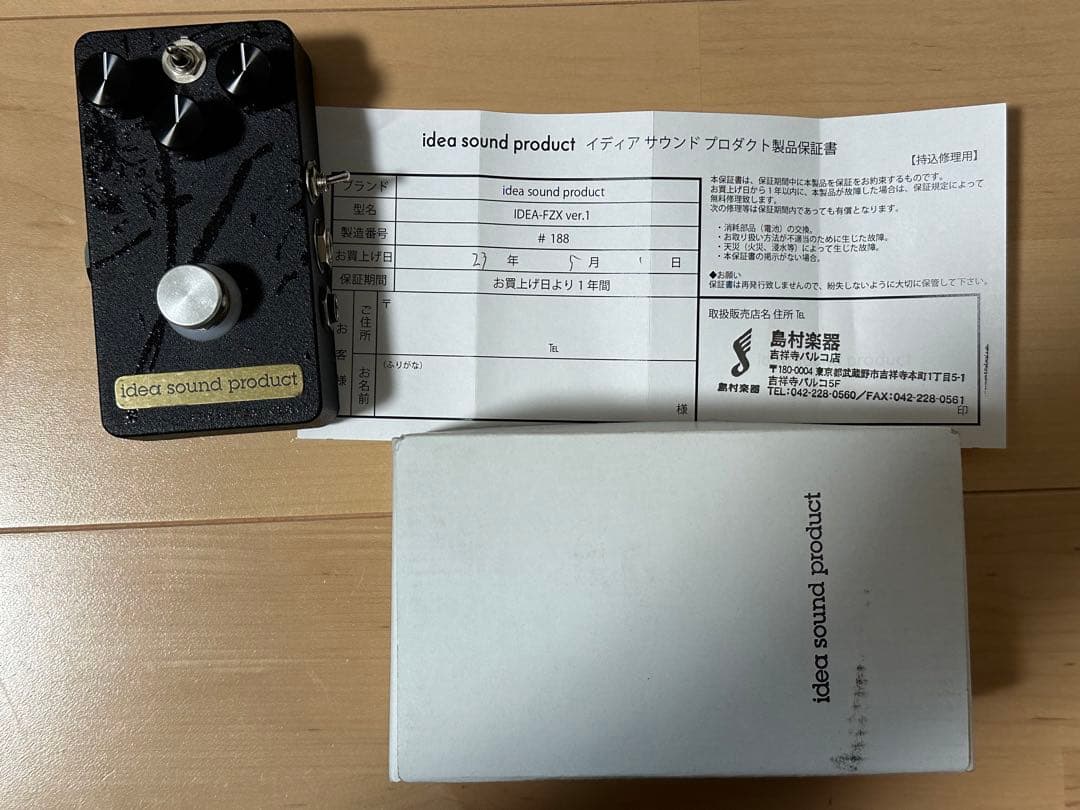 idea sound product
idea sound product イディア サウンド プロダクト製品保証書
【持込修理用】
ブランド idea sound product
型名 IDEA-FZX ver.1
製造番号 # 188
お買上げ日 23 年 5 月 1 日
保証期間 お買上げ日より 1 年間
お客様
ご住所 〒
TEL
お名前 (ふりがな)
様
本保証書は、保証期間中に本製品を保証をお約束するものです。
お買上げ日から 1 年以内に、本製品が故障した場合は、保証規定によって
無料修理致します。
次の修理等は保証期間内であっても有償となります。
・消耗部品（電池）の交換。
・お取り扱い方法が不適当のために生じた故障。
・天災（火災、浸水等）によって生じた故障。
・本保証書の掲示がない場合。
◆お願い
保証書は再発行致しませんので、紛失しないように大切に保管して下さい。
取扱販売店名 住所 TEL
島村楽器
島村楽器
吉祥寺パルコ店
〒180-0004 東京都武蔵野市吉祥寺本町1丁目5-1
吉祥寺パルコ5F
TEL:042-228-0560／FAX:042-228-0561
印
idea sound product